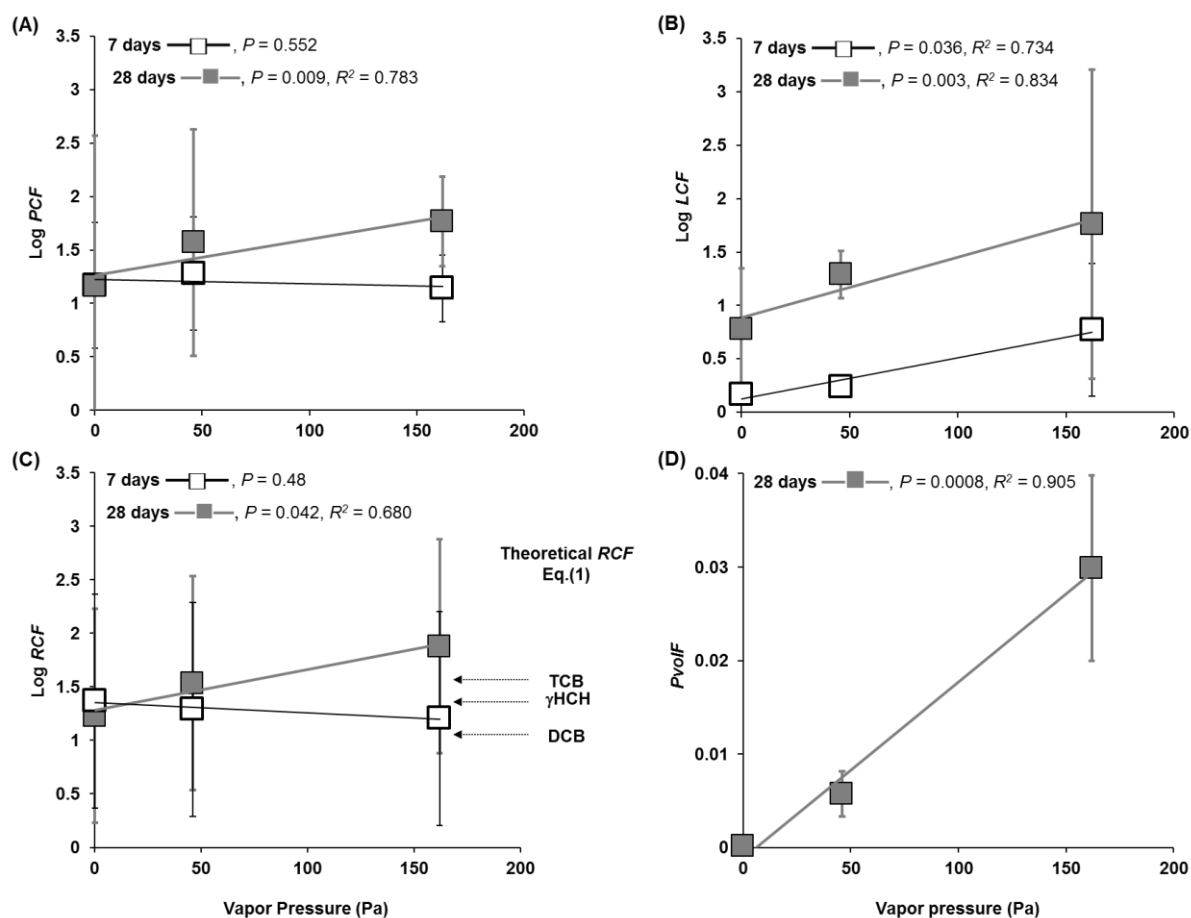 (A)
3.5
3
2.5
2
1.5
1
0.5
0
Log PCF
7 days , P = 0.552
28 days , P = 0.009, R² = 0.783
0 50 100 150 200
(B)
3.5
3
2.5
2
1.5
1
0.5
0
Log LCF
7 days , P = 0.036, R² = 0.734
28 days , P = 0.003, R² = 0.834
0 50 100 150 200
(C)
3.5
3
2.5
2
1.5
1
0.5
0
Log RCF
7 days , P = 0.48
28 days , P = 0.042, R² = 0.680
Theoretical RCF
Eq.(1)
TCB
γHCH
DCB
0 50 100 150 200
Vapor Pressure (Pa)
(D)
0.04
0.03
0.02
0.01
0
PvolF
28 days , P = 0.0008, R² = 0.905
0 50 100 150 200
Vapor pressure (Pa)